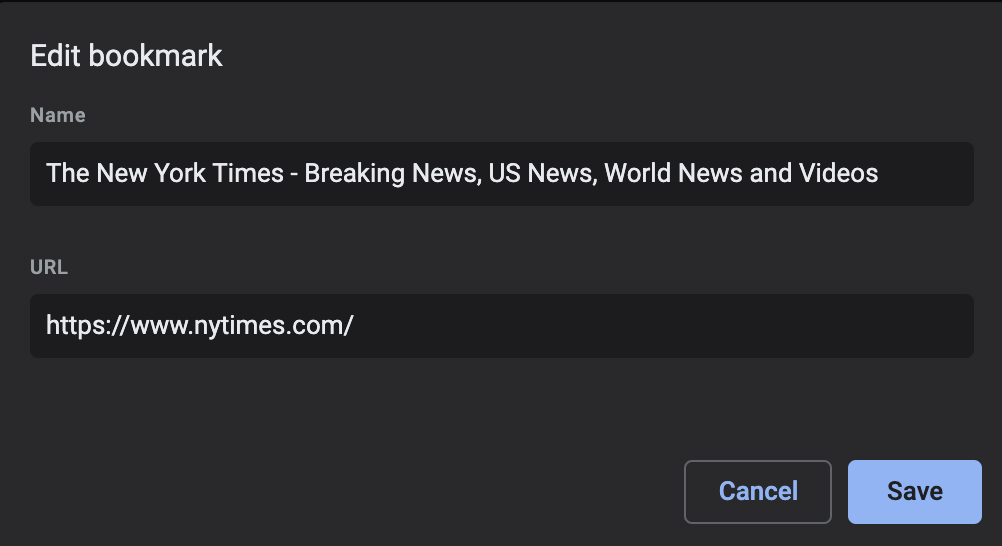 Edit bookmark
Name
The New York Times - Breaking News, US News, World News and Videos
URL
https://www.nytimes.com/
Cancel
Save